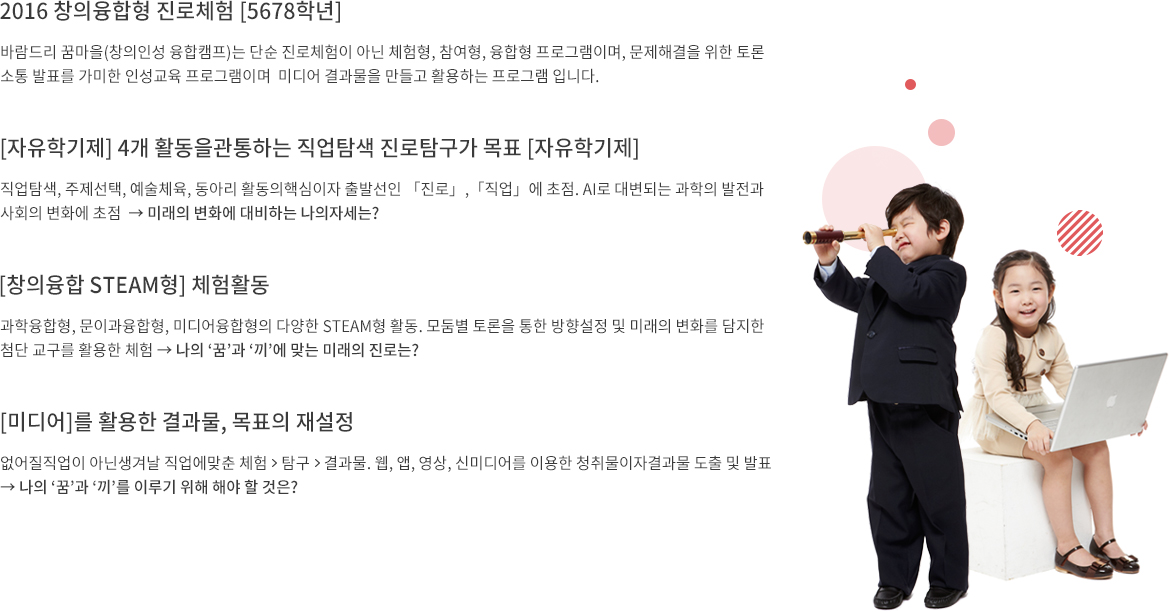 2016 창의융합형 진로체험 [5678학년]
바람드리 꿈마을(창의인성 융합캠프)는 단순 진로체험이 아닌 체험형, 참여형, 융합형 프로그램이며, 문제해결을 위한 토론
소통 발표를 가미한 인성교육 프로그램이며 미디어 결과물을 만들고 활용하는 프로그램 입니다.
[자유학기제] 4개 활동을관통하는 직업탐색 진로탐구가 목표 [자유학기제]
직업탐색, 주제선택, 예술체육, 동아리 활동의핵심이자 출발선인 「진로」,「직업」에 초점. AI로 대변되는 과학의 발전과
사회의 변화에 초점 → 미래의 변화에 대비하는 나의자세는?
[창의융합 STEAM형] 체험활동
과학융합형, 문이과융합형, 미디어융합형의 다양한 STEAM형 활동. 모둠별 토론을 통한 방향설정 및 미래의 변화를 담지한
첨단 교구를 활용한 체험 → 나의 ‘꿈’과 ‘끼’에 맞는 미래의 진로는?
[미디어]를 활용한 결과물, 목표의 재설정
없어질직업이 아닌생겨날 직업에맞춘 체험 > 탐구 > 결과물. 웹, 앱, 영상, 신미디어를 이용한 청취물이자결과물 도출 및 발표
→ 나의 ‘꿈’과 ‘끼’를 이루기 위해 해야 할 것은?